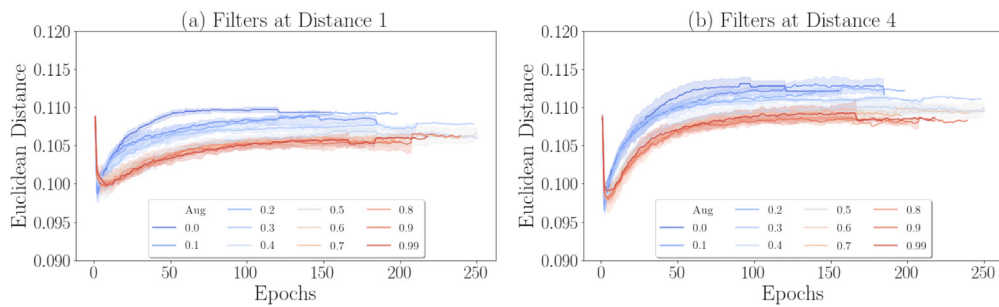 (a) Filters at Distance 1
Euclidean Distance
0.120
0.115
0.110
0.105
0.100
0.095
0.090
Aug 0.2 0.5 0.8
0.0 0.3 0.6 0.9
0.1 0.4 0.7 0.99
0 50 100 150 200 250
Epochs
(b) Filters at Distance 4
Euclidean Distance
0.120
0.115
0.110
0.105
0.100
0.095
0.090
Aug 0.2 0.5 0.8
0.0 0.3 0.6 0.9
0.1 0.4 0.7 0.99
0 50 100 150 200 250
Epochs